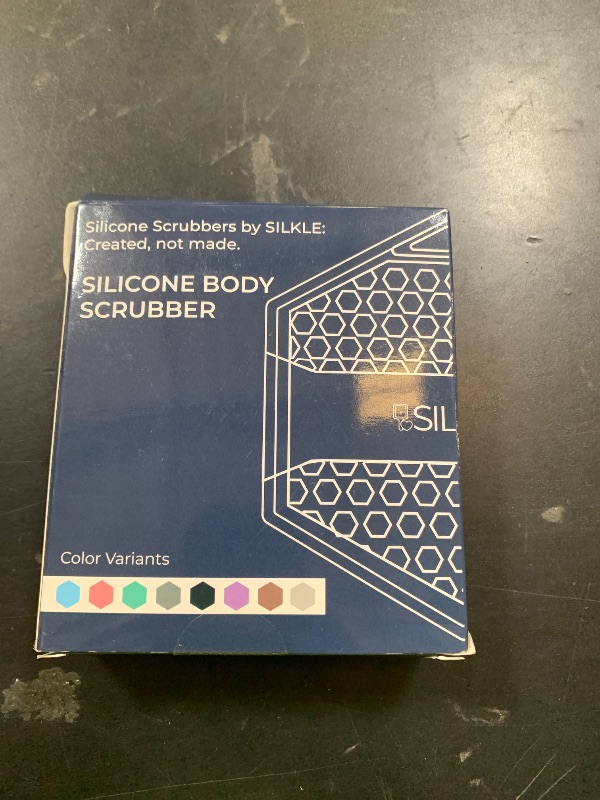 Silicone Scrubbers by SILKLE:
Created, not made.
SILICONE BODY
SCRUBBER
SIL
Color Variants